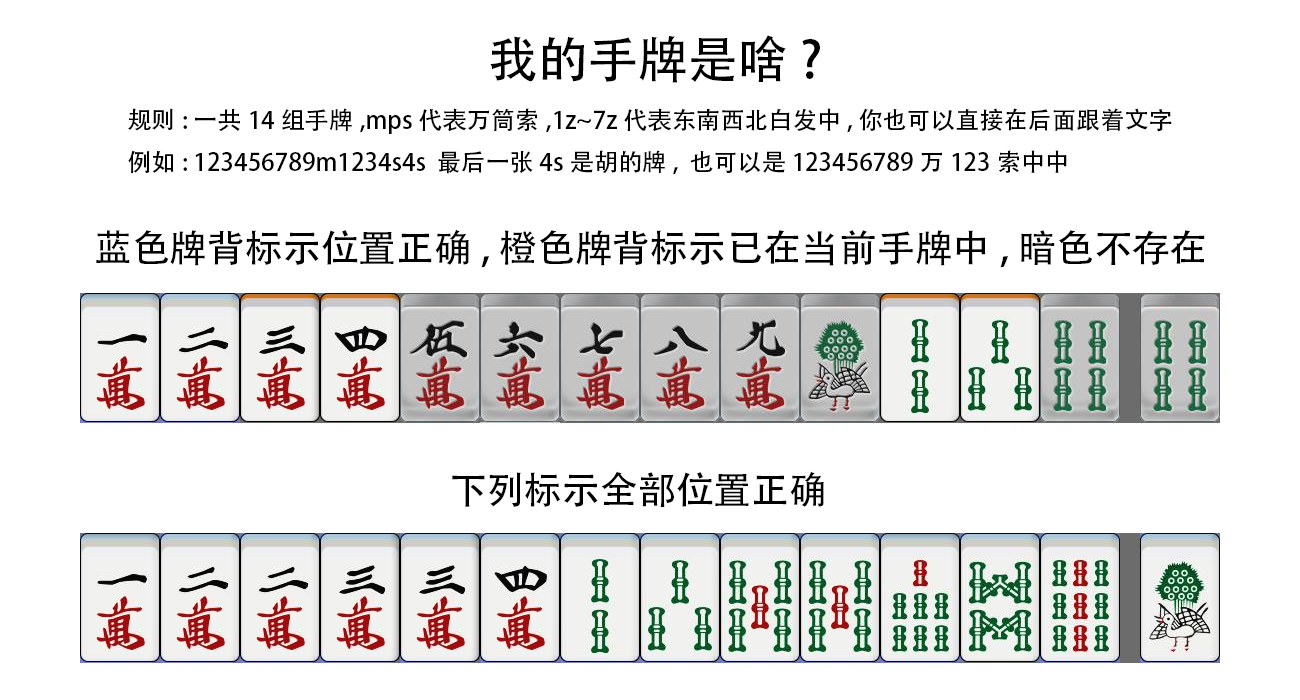 我的手牌是啥？
规则：一共 14 组手牌 ,mps 代表万筒索 ,1z~7z 代表东南西北白发中 , 你也可以直接在后面跟着文字
例如：123456789m1234s4s 最后一张 4s 是胡的牌 , 也可以是 123456789 万 123 索中中
蓝色牌背标示位置正确 , 橙色牌背标示已在当前手牌中 , 暗色不存在
一萬 二萬 三萬 四萬 伍萬 六萬 七萬 八萬 九萬
下列标示全部位置正确
一萬 二萬 二萬 三萬 三萬 四萬